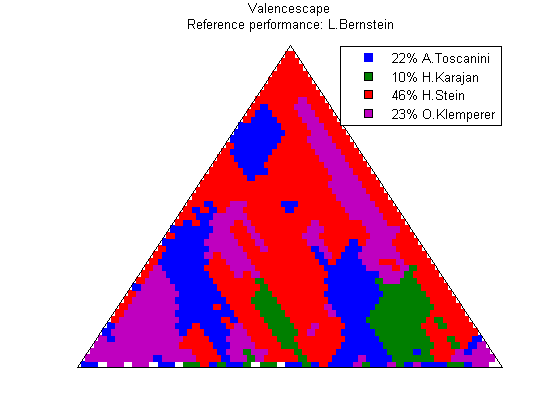 Valencescape
Reference performance: L.Bernstein
22% A.Toscanini
10% H.Karajan
46% H.Stein
23% O.Klemperer